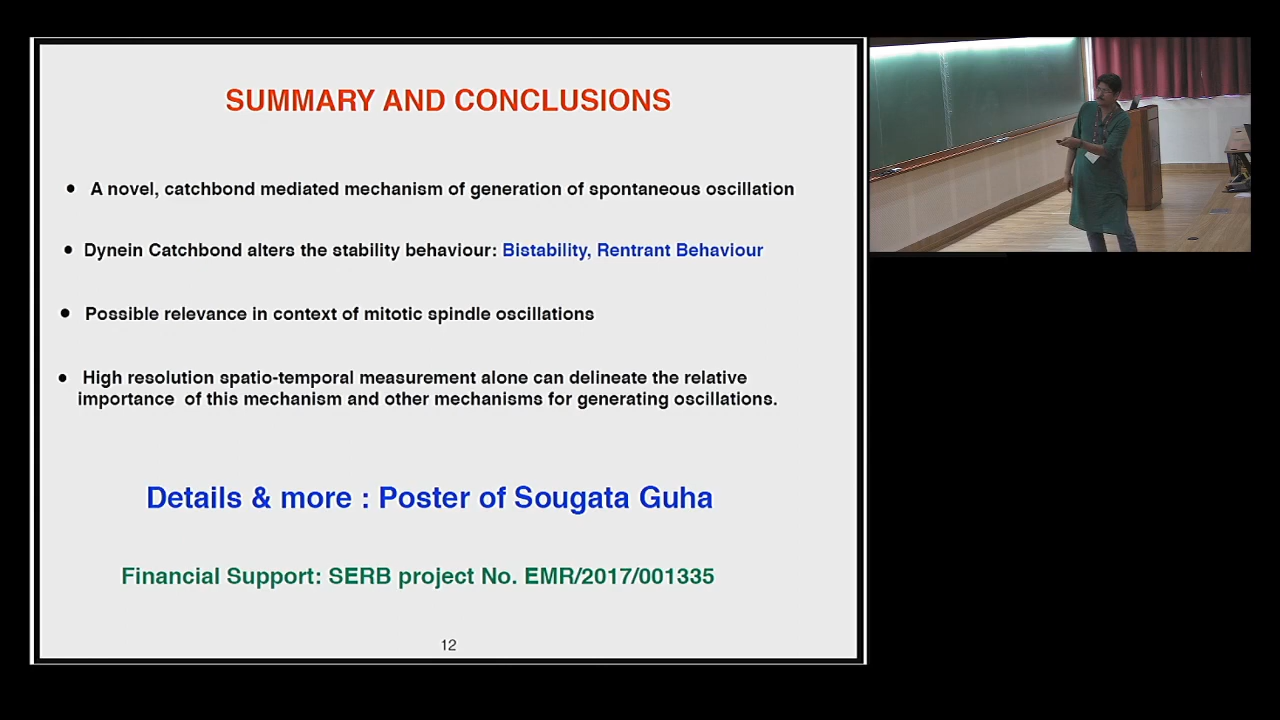 SUMMARY AND CONCLUSIONS
• A novel, catchbond mediated mechanism of generation of spontaneous oscillation
• Dynein Catchbond alters the stability behaviour: Bistability, Rentrant Behaviour
• Possible relevance in context of mitotic spindle oscillations
• High resolution spatio-temporal measurement alone can delineate the relative
importance of this mechanism and other mechanisms for generating oscillations.
Details & more : Poster of Sougata Guha
Financial Support: SERB project No. EMR/2017/001335
12